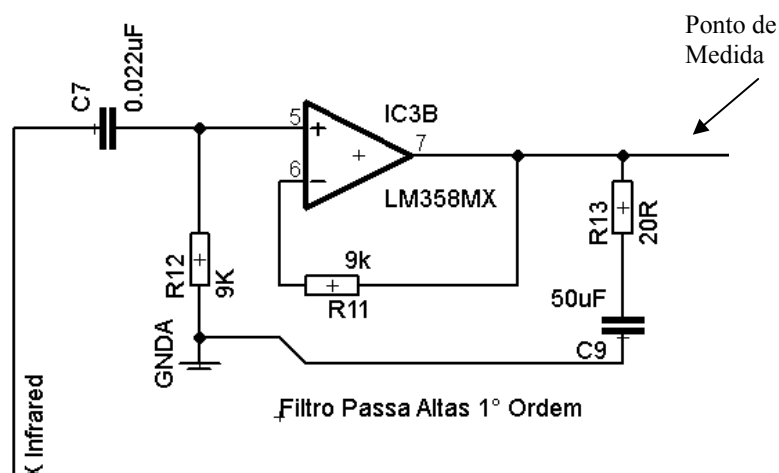 Ponto de
Medida
C7
0.022uF
5
IC3B
7
6
LM358MX
R12
9K
9k
R11
R13
20R
50uF
C9
GNDA
Filtro Passa Altas 1° Ordem
X Infrared